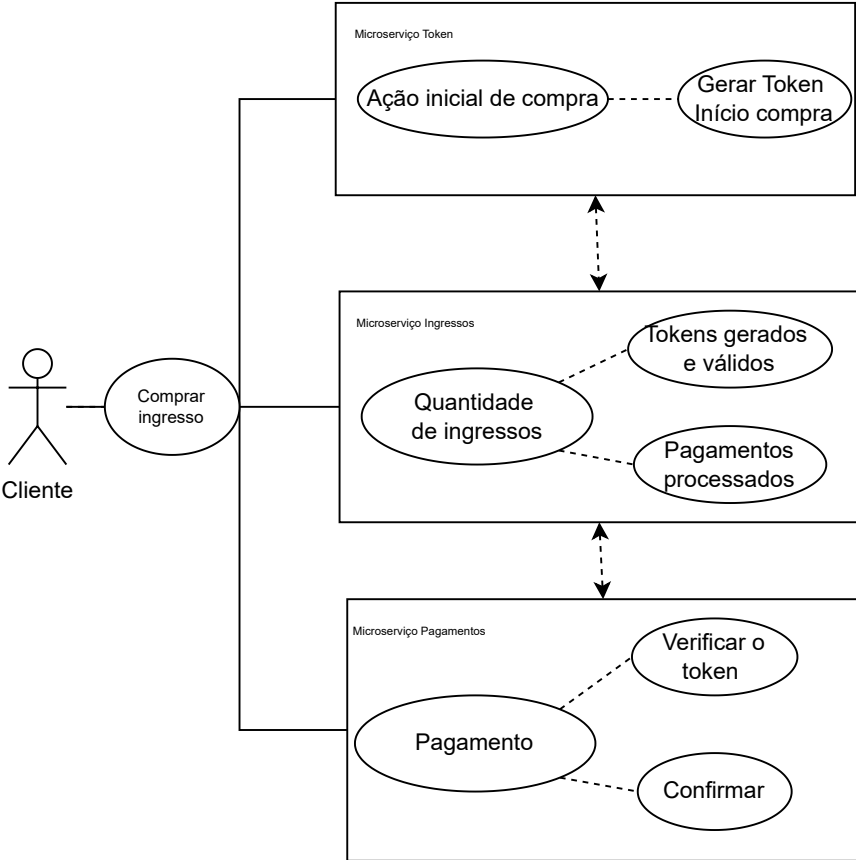 Microserviço Token
Ação inicial de compra
Gerar Token
Início compra
Microserviço Ingressos
Tokens gerados
e válidos
Quantidade
de ingressos
Pagamentos
processados
Comprar
ingresso
Cliente
Microserviço Pagamentos
Verificar o
token
Pagamento
Confirmar